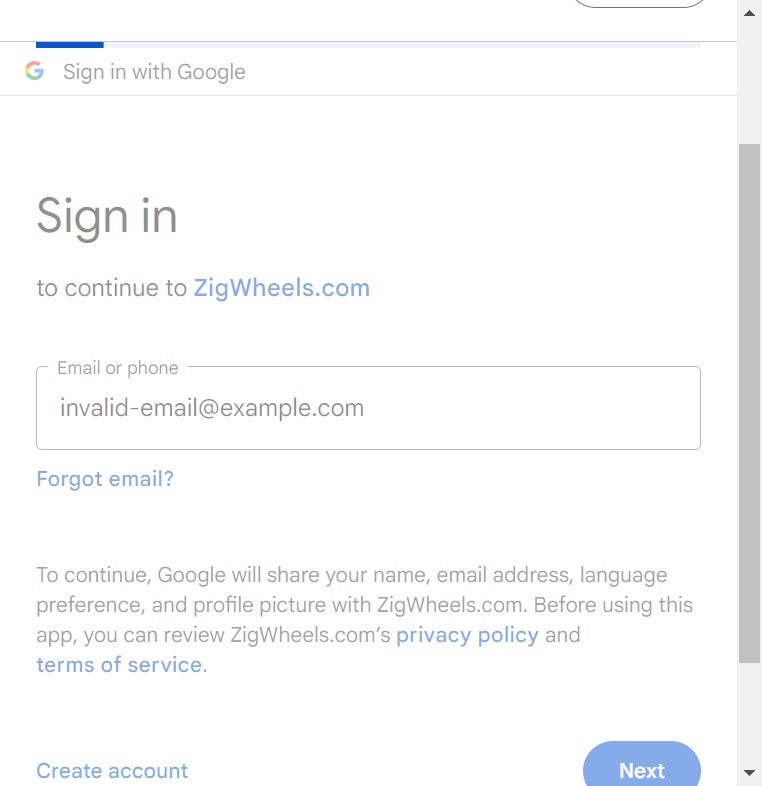 Sign in with Google
Sign in
to continue to ZigWheels.com
Email or phone
invalid-email@example.com
Forgot email?
To continue, Google will share your name, email address, language
preference, and profile picture with ZigWheels.com. Before using this
app, you can review ZigWheels.com’s privacy policy and
terms of service.
Create account
Next